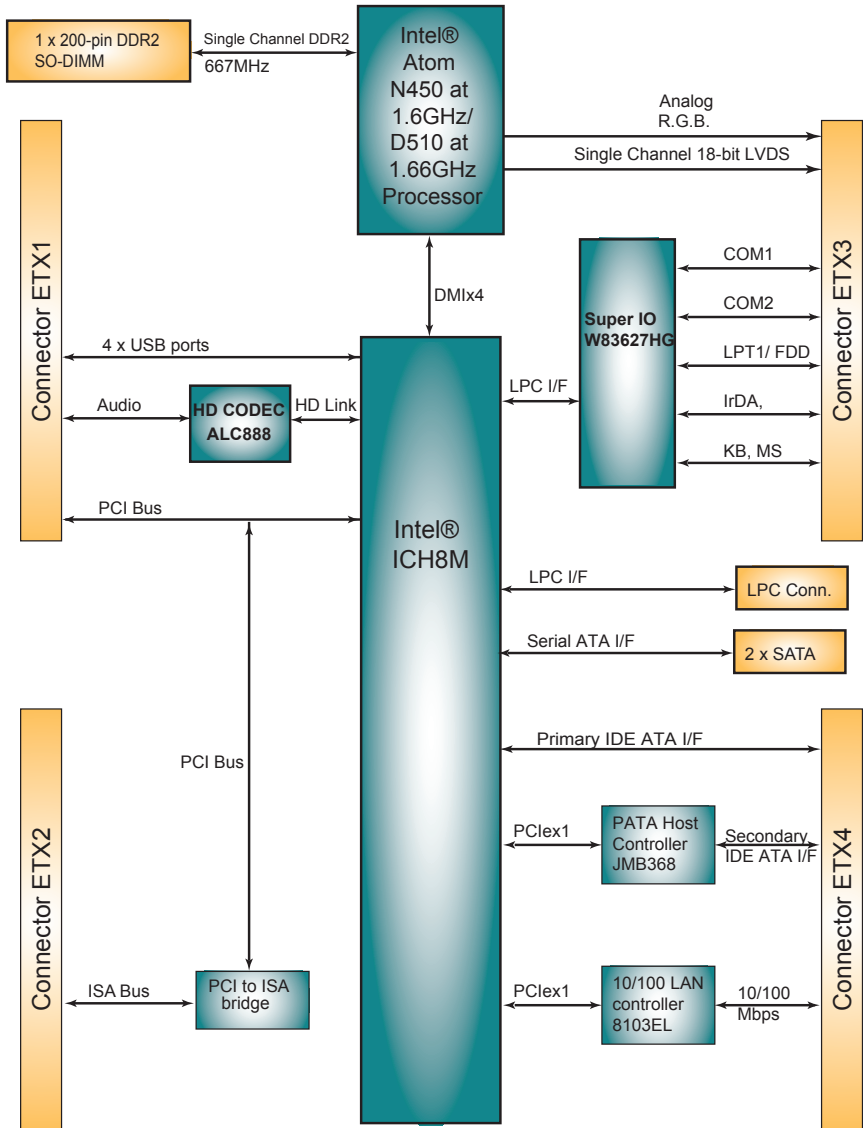 1 x 200-pin DDR2
SO-DIMM
Single Channel DDR2
667MHz
Intel®
Atom
N450 at
1.6GHz/
D510 at
1.66GHz
Processor
Analog
R.G.B.
Single Channel 18-bit LVDS
Connector ETX1
Connector ETX3
DMIx4
4 x USB ports
Audio
HD CODEC
ALC888
HD Link
PCI Bus
Intel®
ICH8M
LPC I/F
Super IO
W83627HG
COM1
COM2
LPT1/ FDD
IrDA,
KB, MS
LPC I/F
LPC Conn.
Serial ATA I/F
2 x SATA
Connector ETX2
Connector ETX4
PCI Bus
Primary IDE ATA I/F
PCIex1
PATA Host
Controller
JMB368
Secondary
IDE ATA I/F
ISA Bus
PCI to ISA
bridge
PCIex1
10/100 LAN
controller
8103EL
10/100
Mbps